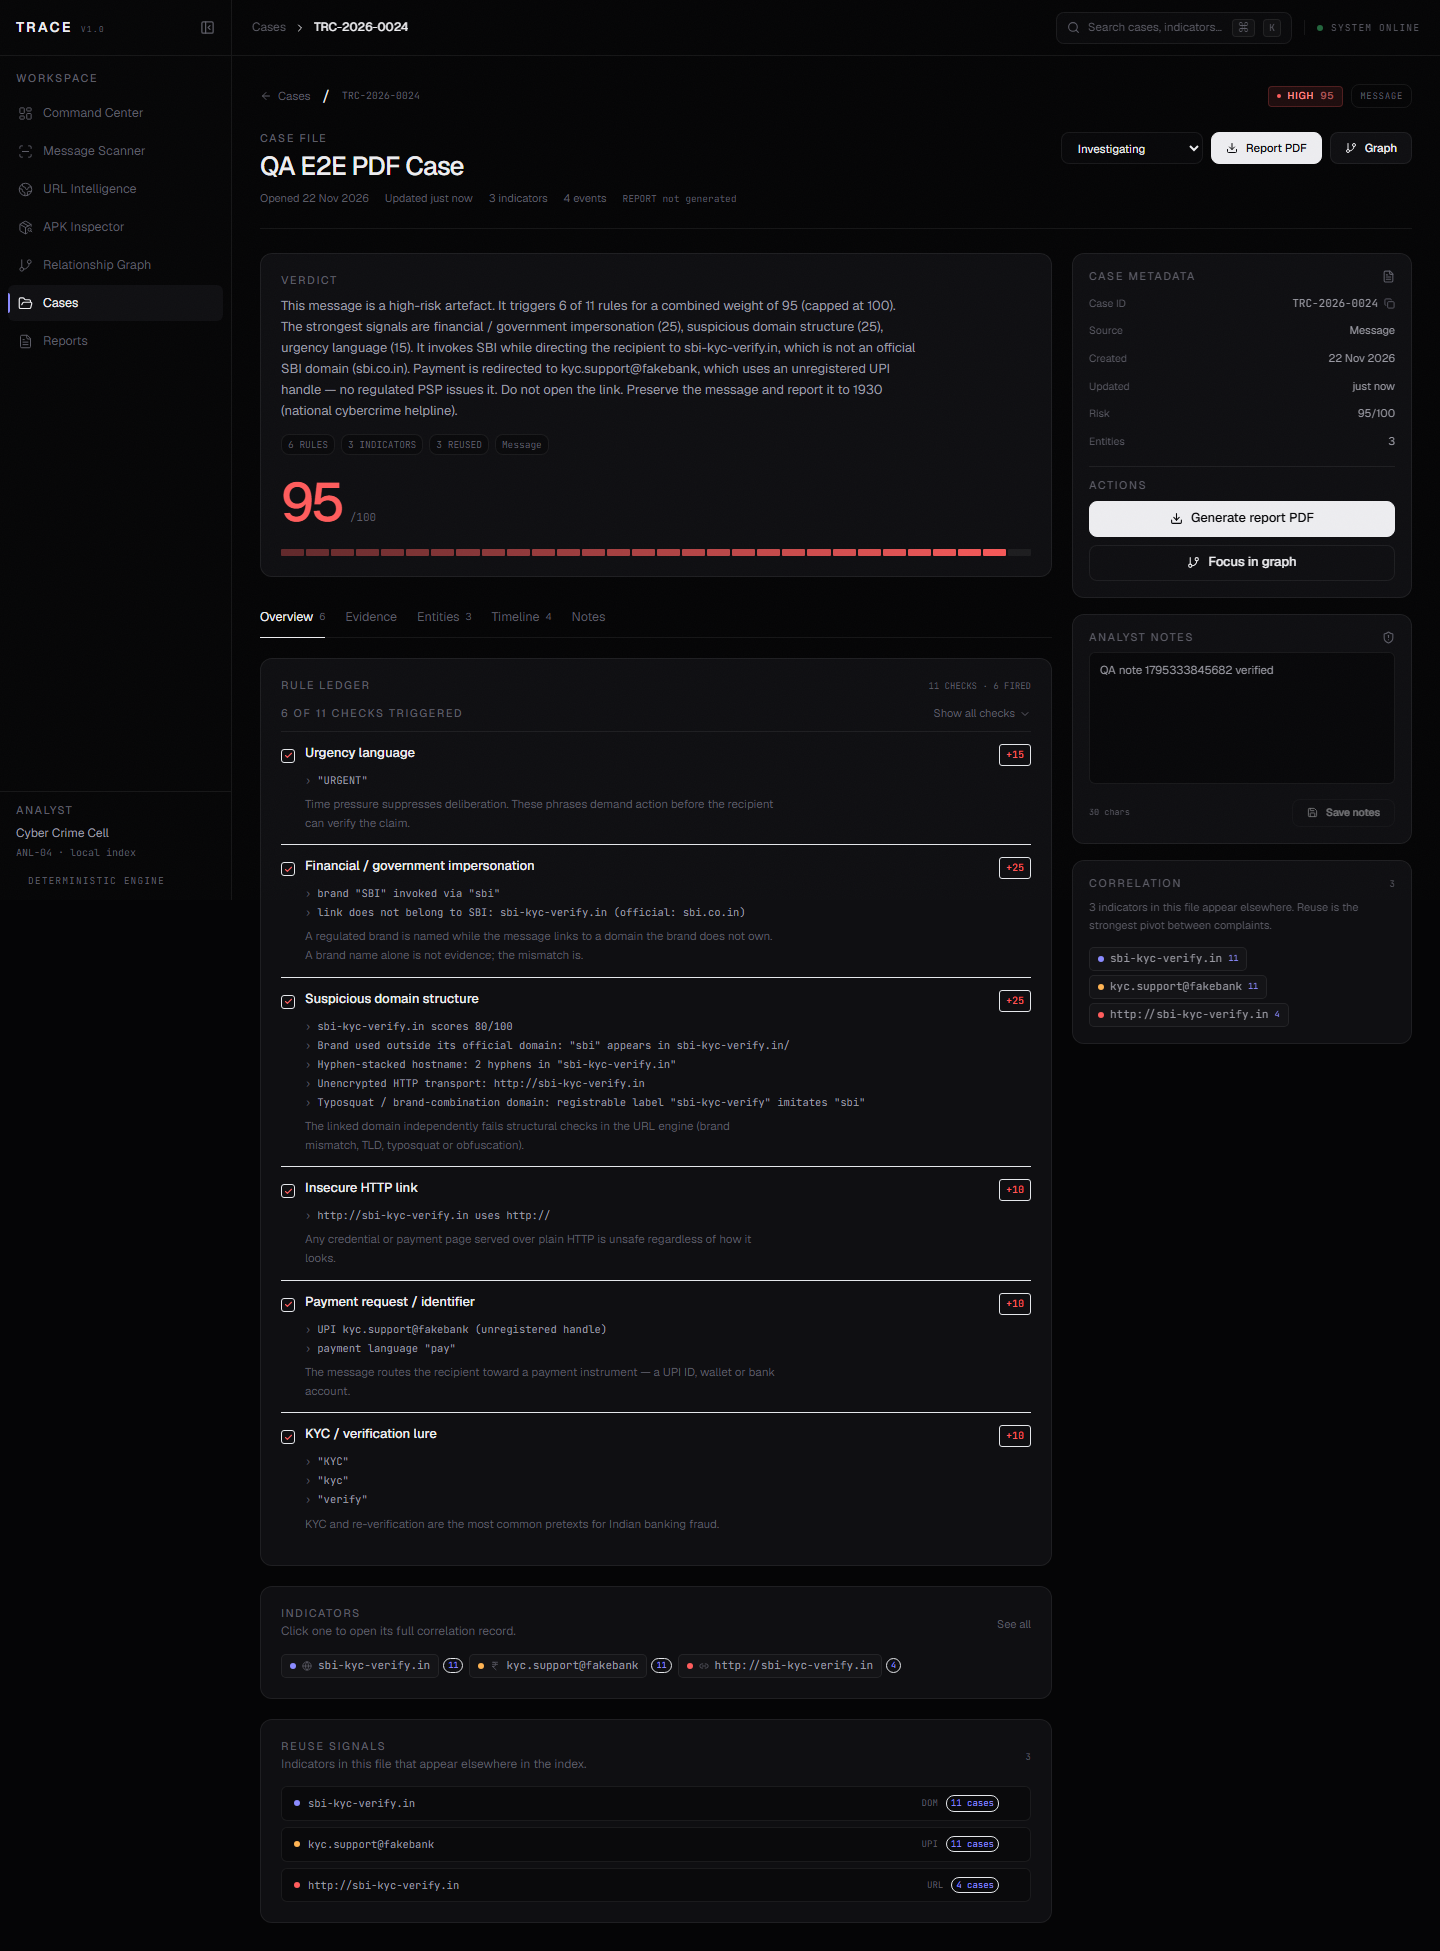 TRACE V1.0
WORKSPACE
Command Center
Message Scanner
URL Intelligence
APK Inspector
Relationship Graph
Cases
Reports
ANALYST
Cyber Crime Cell
ANL-04 · local index
DETERMINISTIC ENGINE
Cases › TRC-2026-0024
Search cases, indicators… ⌘ K
SYSTEM ONLINE
← Cases / TRC-2026-0024
HIGH 95
MESSAGE
CASE FILE
QA E2E PDF Case
Opened 22 Nov 2026 Updated just now 3 indicators 4 events REPORT not generated
Investigating
Report PDF
Graph
VERDICT
This message is a high-risk artefact. It triggers 6 of 11 rules for a combined weight of 95 (capped at 100).
The strongest signals are financial / government impersonation (25), suspicious domain structure (25),
urgency language (15). It invokes SBI while directing the recipient to sbi-kyc-verify.in, which is not an official
SBI domain (sbi.co.in). Payment is redirected to kyc.support@fakebank, which uses an unregistered UPI
handle — no regulated PSP issues it. Do not open the link. Preserve the message and report it to 1930
(national cybercrime helpline).
6 RULES 3 INDICATORS 3 REUSED Message
95 /100
Overview 6 Evidence Entities 3 Timeline 4 Notes
RULE LEDGER
11 CHECKS · 6 FIRED
6 OF 11 CHECKS TRIGGERED
Show all checks
Urgency language +15
› "URGENT"
Time pressure suppresses deliberation. These phrases demand action before the recipient
can verify the claim.
Financial / government impersonation +25
› brand "SBI" invoked via "sbi"
› link does not belong to SBI: sbi-kyc-verify.in (official: sbi.co.in)
A regulated brand is named while the message links to a domain the brand does not own.
A brand name alone is not evidence; the mismatch is.
Suspicious domain structure +25
› sbi-kyc-verify.in scores 80/100
› Brand used outside its official domain: "sbi" appears in sbi-kyc-verify.in/
› Hyphen-stacked hostname: 2 hyphens in "sbi-kyc-verify.in"
› Unencrypted HTTP transport: http://sbi-kyc-verify.in
› Typosquat / brand-combination domain: registrable label "sbi-kyc-verify" imitates "sbi"
The linked domain independently fails structural checks in the URL engine (brand
mismatch, TLD, typosquat or obfuscation).
Insecure HTTP link +10
› http://sbi-kyc-verify.in uses http://
Any credential or payment page served over plain HTTP is unsafe regardless of how it
looks.
Payment request / identifier +10
› UPI kyc.support@fakebank (unregistered handle)
› payment language "pay"
The message routes the recipient toward a payment instrument — a UPI ID, wallet or bank
account.
KYC / verification lure +10
› "KYC"
› "kyc"
› "verify"
KYC and re-verification are the most common pretexts for Indian banking fraud.
INDICATORS
Click one to open its full correlation record.
See all
sbi-kyc-verify.in 11 ₹ kyc.support@fakebank 11 http://sbi-kyc-verify.in 4
REUSE SIGNALS
Indicators in this file that appear elsewhere in the index.
3
sbi-kyc-verify.in DOM 11 cases
kyc.support@fakebank UPI 11 cases
http://sbi-kyc-verify.in URL 4 cases
CASE METADATA
Case ID TRC-2026-0024
Source Message
Created 22 Nov 2026
Updated just now
Risk 95/100
Entities 3
ACTIONS
Generate report PDF
Focus in graph
ANALYST NOTES
QA note 1795333845682 verified
30 chars
Save notes
CORRELATION 3
3 indicators in this file appear elsewhere. Reuse is the
strongest pivot between complaints.
sbi-kyc-verify.in 11
kyc.support@fakebank 11
http://sbi-kyc-verify.in 4